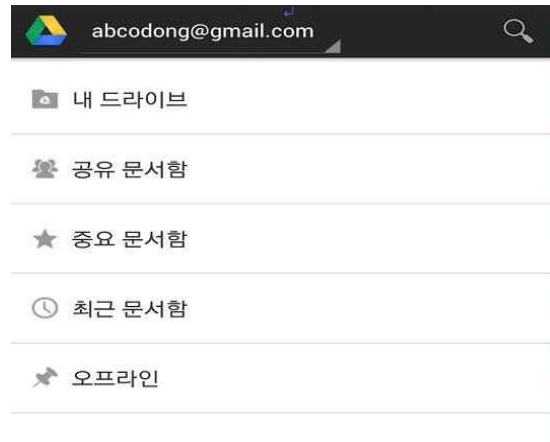 abcodong@gmail.com
내 드라이브
공유 문서함
중요 문서함
최근 문서함
오프라인